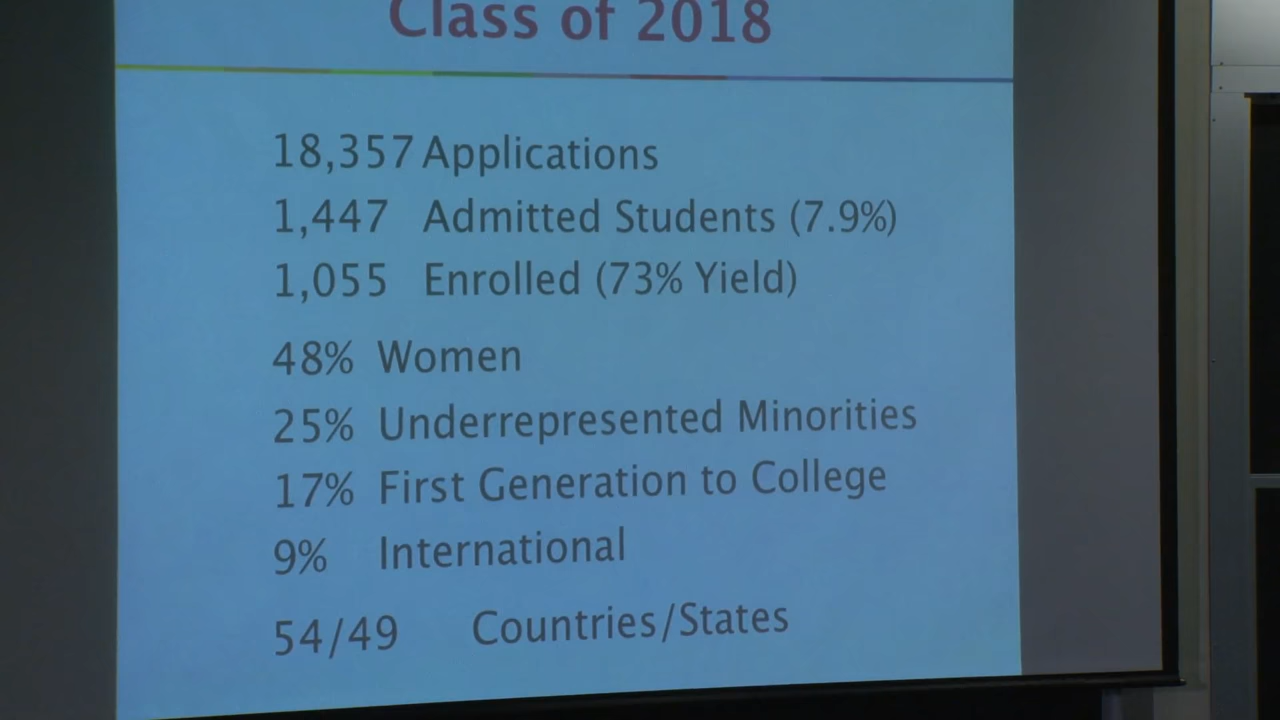 Class of 2018
18,357 Applications
1,447 Admitted Students (7.9%)
1,055 Enrolled (73% Yield)
48% Women
25% Underrepresented Minorities
17% First Generation to College
9% International
54/49 Countries/States